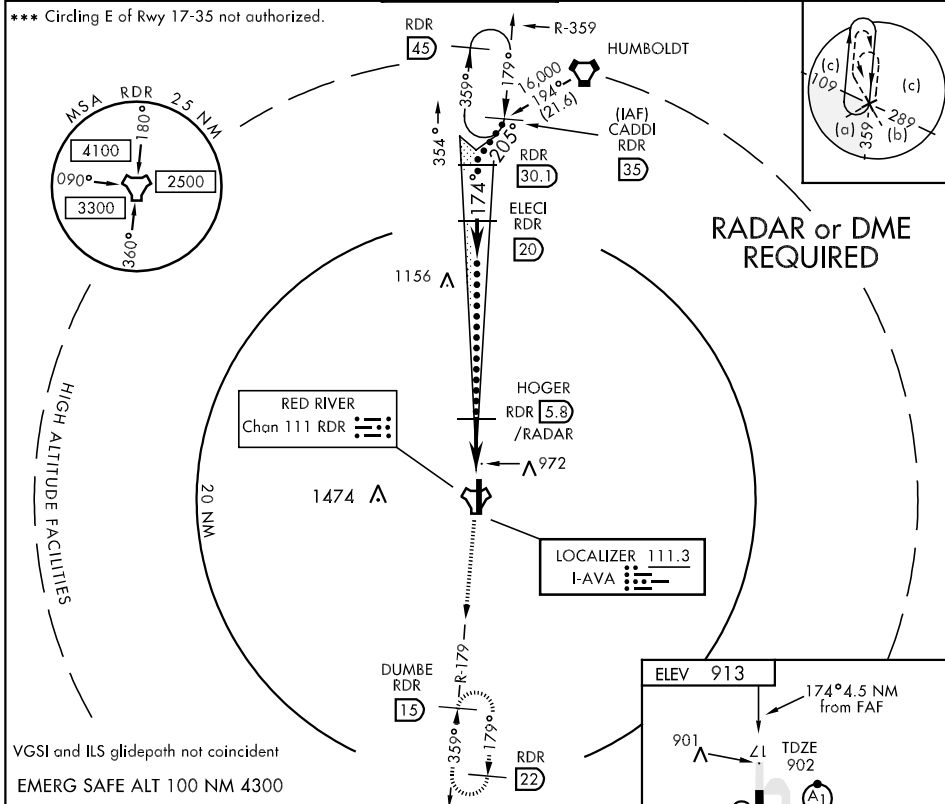 *** Circling E of Rwy 17-35 not authorized.
MSA RDR 25 NM
180°
4100
090°
2500
3300
360°
RDR
45
R-359
HUMBOLDT
359°
179°
16,000
194°
(21.6)
(IAF)
CADDI
RDR
35
354°
205°
RDR
30.1
174°
ELECI
RDR
20
(c)
(c)
109
289
(a)
(b)
359
RADAR or DME
REQUIRED
1156
HOGER
RDR 5.8
/RADAR
RED RIVER
Chan 111 RDR
972
1474
HIGH ALTITUDE FACILITIES
20 NM
LOCALIZER 111.3
I-AVA
R-179
DUMBE
RDR
15
359°
179°
RDR
22
VGSI and ILS glidepath not coincident
EMERG SAFE ALT 100 NM 4300
ELEV 913
174° 4.5 NM
from FAF
901
17
TDZE
902
A1